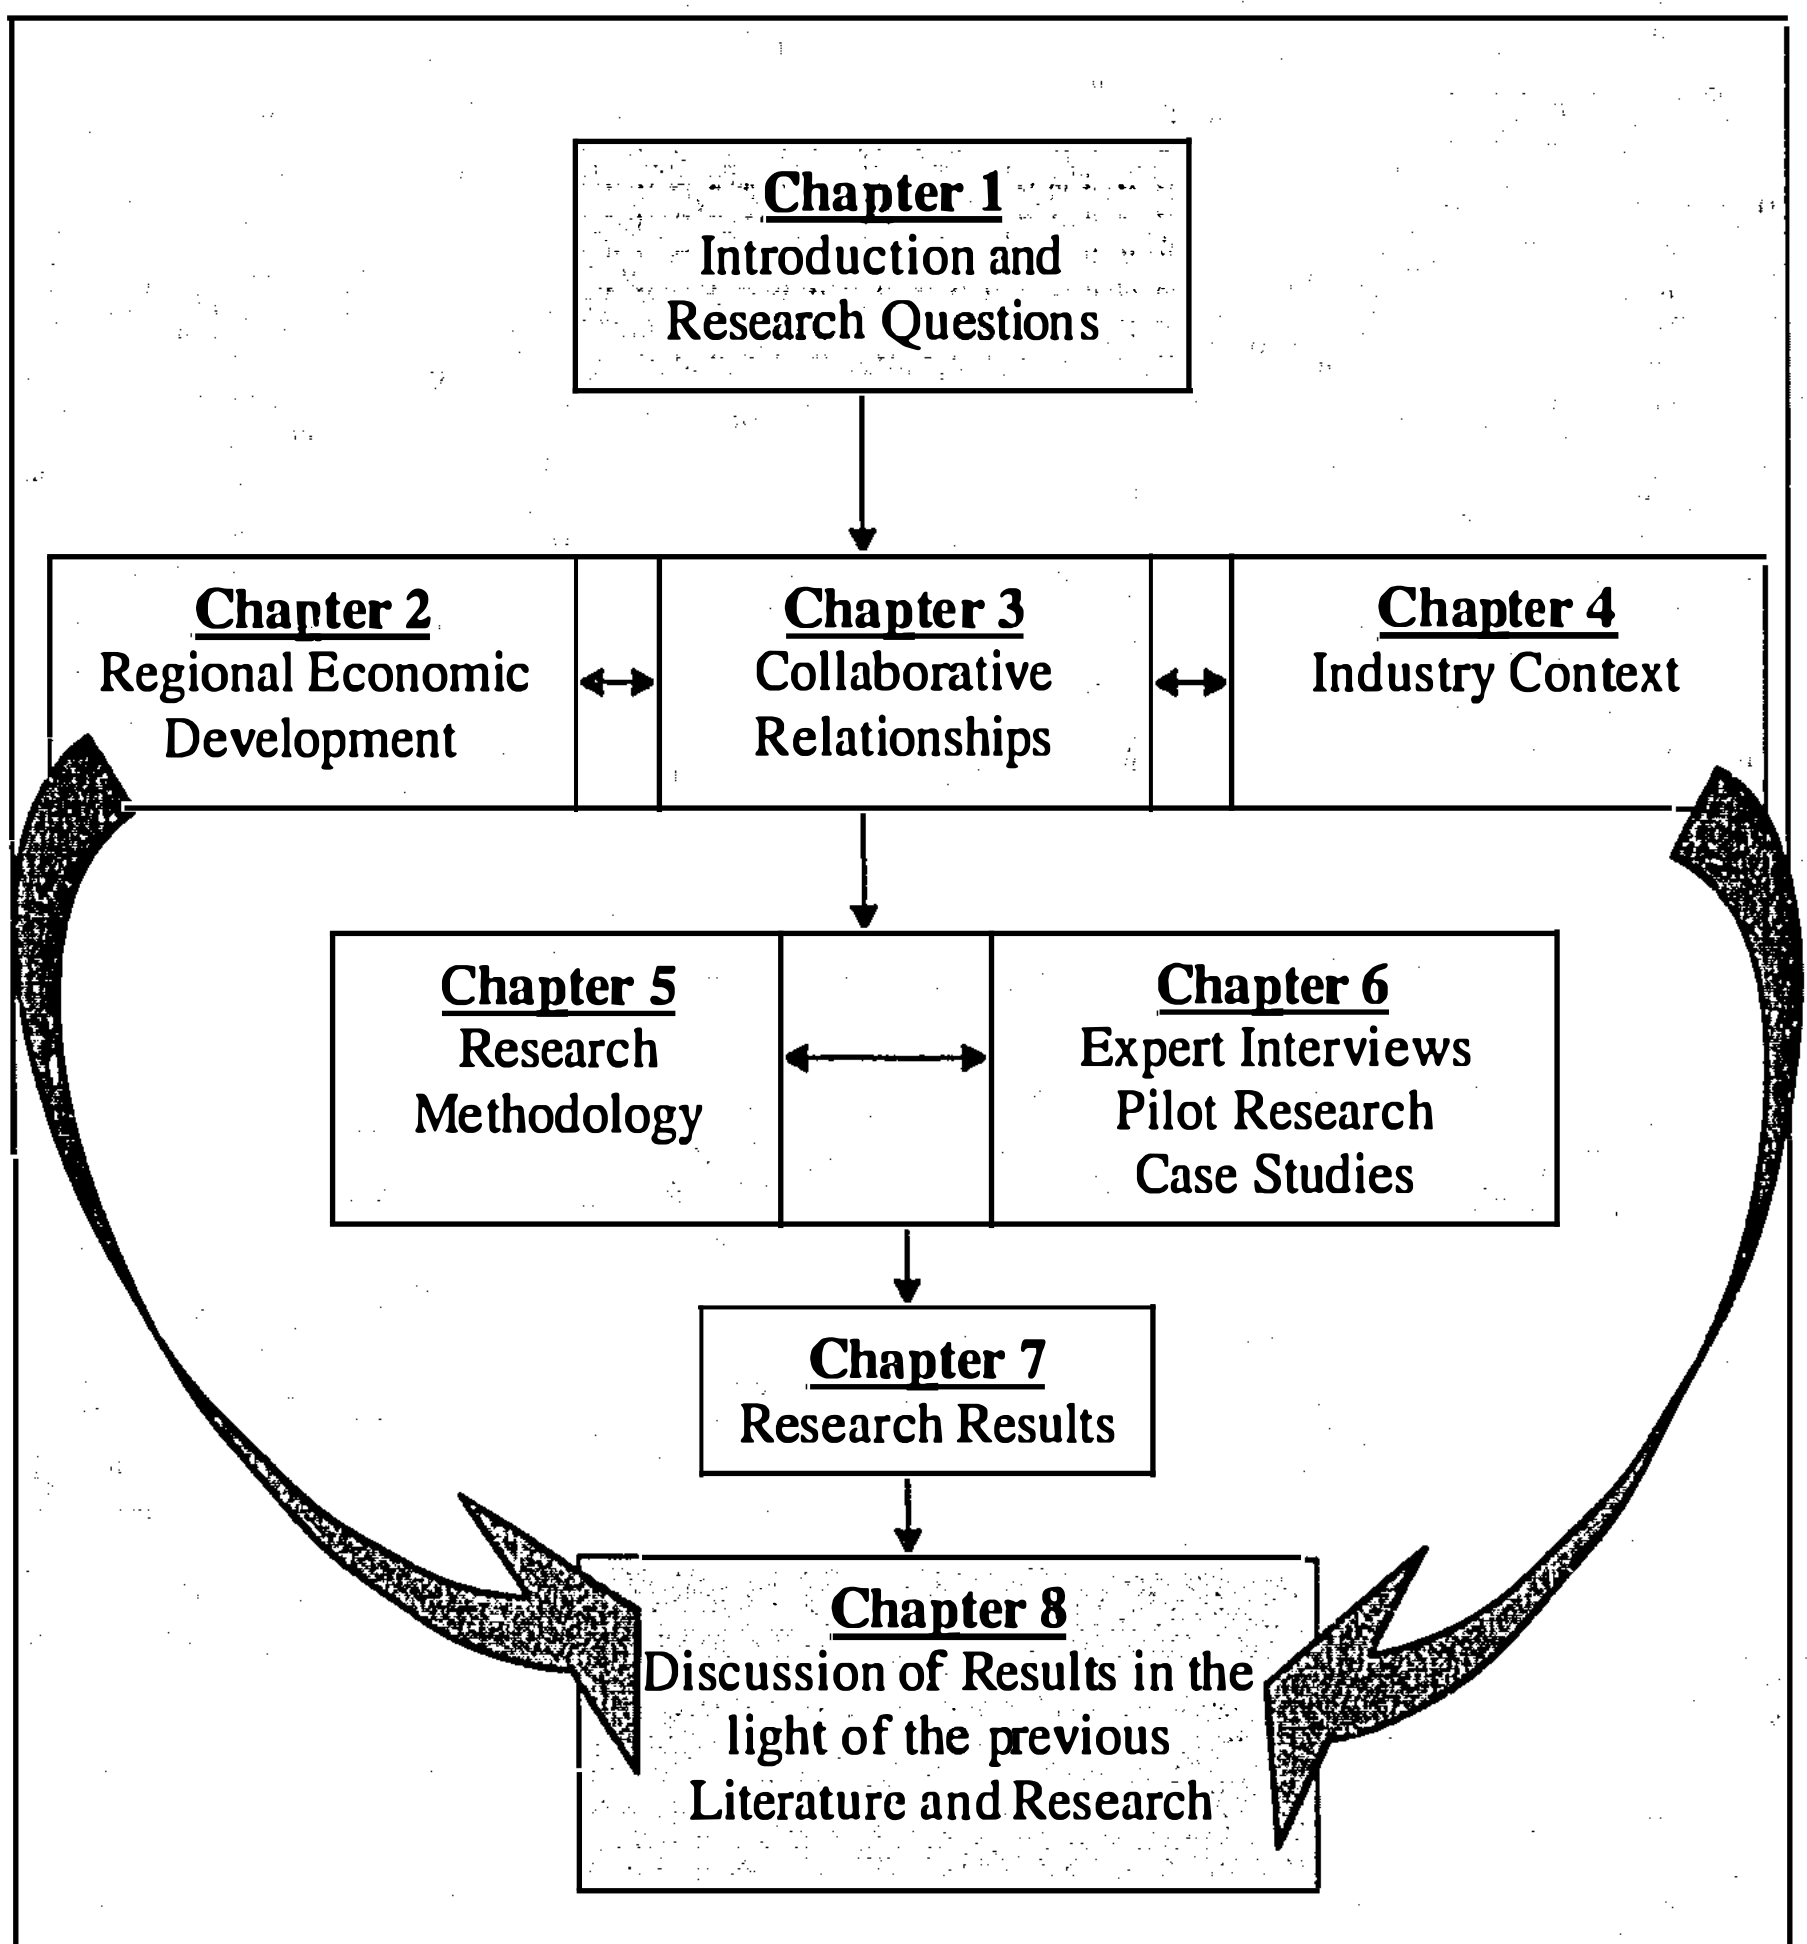 Chapter 1
Introduction and
Research Questions
Chapter 2
Regional Economic
Development
Chapter 3
Collaborative
Relationships
Chapter 4
Industry Context
Chapter 5
Research
Methodology
Chapter 6
Expert Interviews
Pilot Research
Case Studies
Chapter 7
Research Results
Chapter 8
Discussion of Results in the
light of the previous
Literature and Research